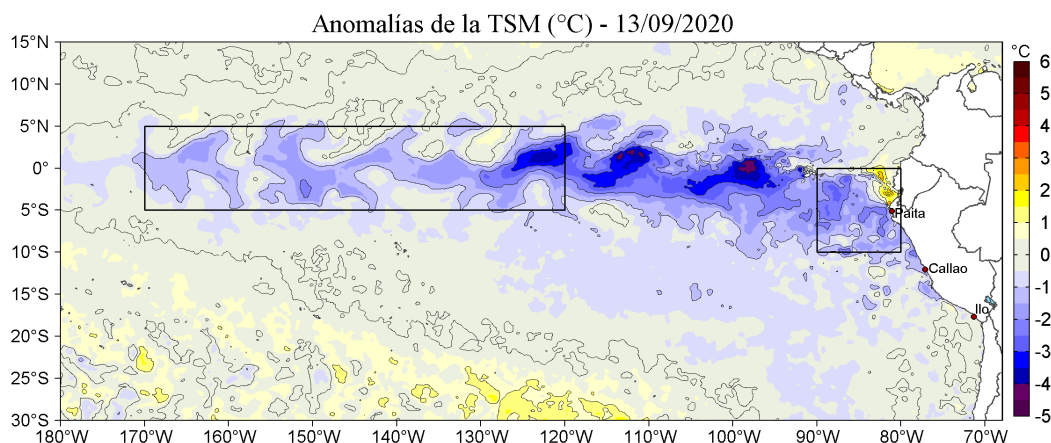 Anomalías de la TSM (°C) - 13/09/2020
15°N
10°N
5°N
0°
5°S
10°S
15°S
20°S
25°S
30°S
180°W
170°W
160°W
150°W
140°W
130°W
120°W
110°W
100°W
90°W
80°W
70°W
Paita
Callao
Ilo
°C
6
5
4
3
2
1
0
-1
-2
-3
-4
-5